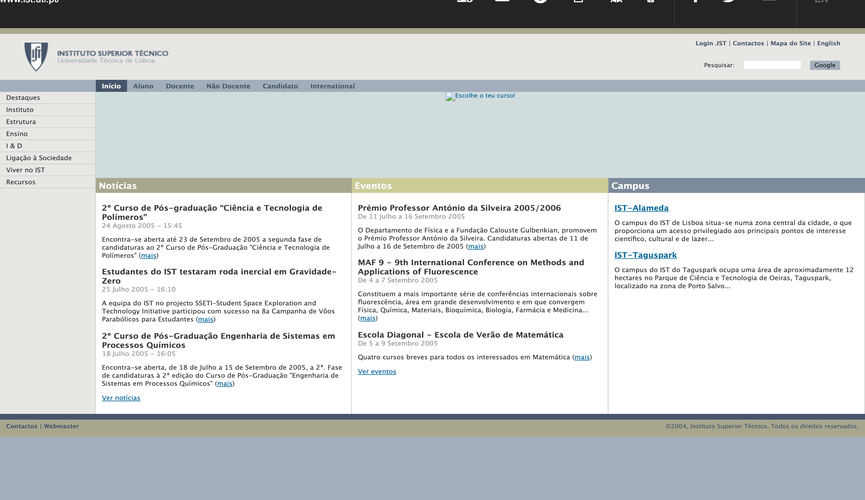 www.ist.utl.pt/
EN
INSTITUTO SUPERIOR TÉCNICO
Universidade Técnica de Lisboa
Login .IST | Contactos | Mapa do Site | English
Pesquisar:
Google
Início Aluno Docente Não Docente Candidato International
Destaques
Instituto
Estrutura
Ensino
I & D
Ligação à Sociedade
Viver no IST
Recursos
Escolhe o teu curso!
Notícias
2º Curso de Pós-graduação "Ciência e Tecnologia de
Polímeros"
24 Agosto 2005 - 15:45
Encontra-se aberta até 23 de Setembro de 2005 a segunda fase de
candidaturas ao 2º Curso de Pós-Graduação "Ciência e Tecnologia de
Polímeros". (mais)
Estudantes do IST testaram roda inercial em Gravidade-
Zero
25 Julho 2005 - 16:10
A equipa do IST no projecto SSETI-Student Space Exploration and
Technology Initiative participou com sucesso na 8a Campanha de Vôos
Parabólicos para Estudantes (mais)
2º Curso de Pós-Graduação Engenharia de Sistemas em
Processos Químicos
18 Julho 2005 - 16:05
Encontra-se aberta, de 18 de Julho a 15 de Setembro de 2005, a 2ª. Fase
de candidaturas à 2ª edição do Curso de Pós-Graduação "Engenharia de
Sistemas em Processos Químicos" (mais)
Ver notícias
Eventos
Prémio Professor António da Silveira 2005/2006
De 11 Julho a 16 Setembro 2005
O Departamento de Física e a Fundação Calouste Gulbenkian, promovem
o Prémio Professor António da Silveira. Candidaturas abertas de 11 de
Julho a 16 de Setembro de 2005 (mais)
MAF 9 - 9th International Conference on Methods and
Applications of Fluorescence
De 4 a 7 Setembro 2005
Constituem a mais importante série de conferências internacionais sobre
fluorescência, área em grande desenvolvimento e em que convergem
Física, Química, Materiais, Bioquímica, Biologia, Farmácia e Medicina...
(mais)
Escola Diagonal - Escola de Verão de Matemática
De 5 a 9 Setembro 2005
Quatro cursos breves para todos os interessados em Matemática (mais)
Ver eventos
Campus
IST-Alameda
O campus do IST de Lisboa situa-se numa zona central da cidade, o que
proporciona um acesso privilegiado aos principais pontos de interesse
científico, cultural e de lazer...
IST-Taguspark
O campus do IST do Taguspark ocupa uma área de aproximadamente 12
hectares no Parque de Ciência e Tecnologia de Oeiras, Taguspark,
localizado na zona de Porto Salvo...
Contactos | Webmaster
©2004, Instituto Superior Técnico. Todos os direitos reservados.